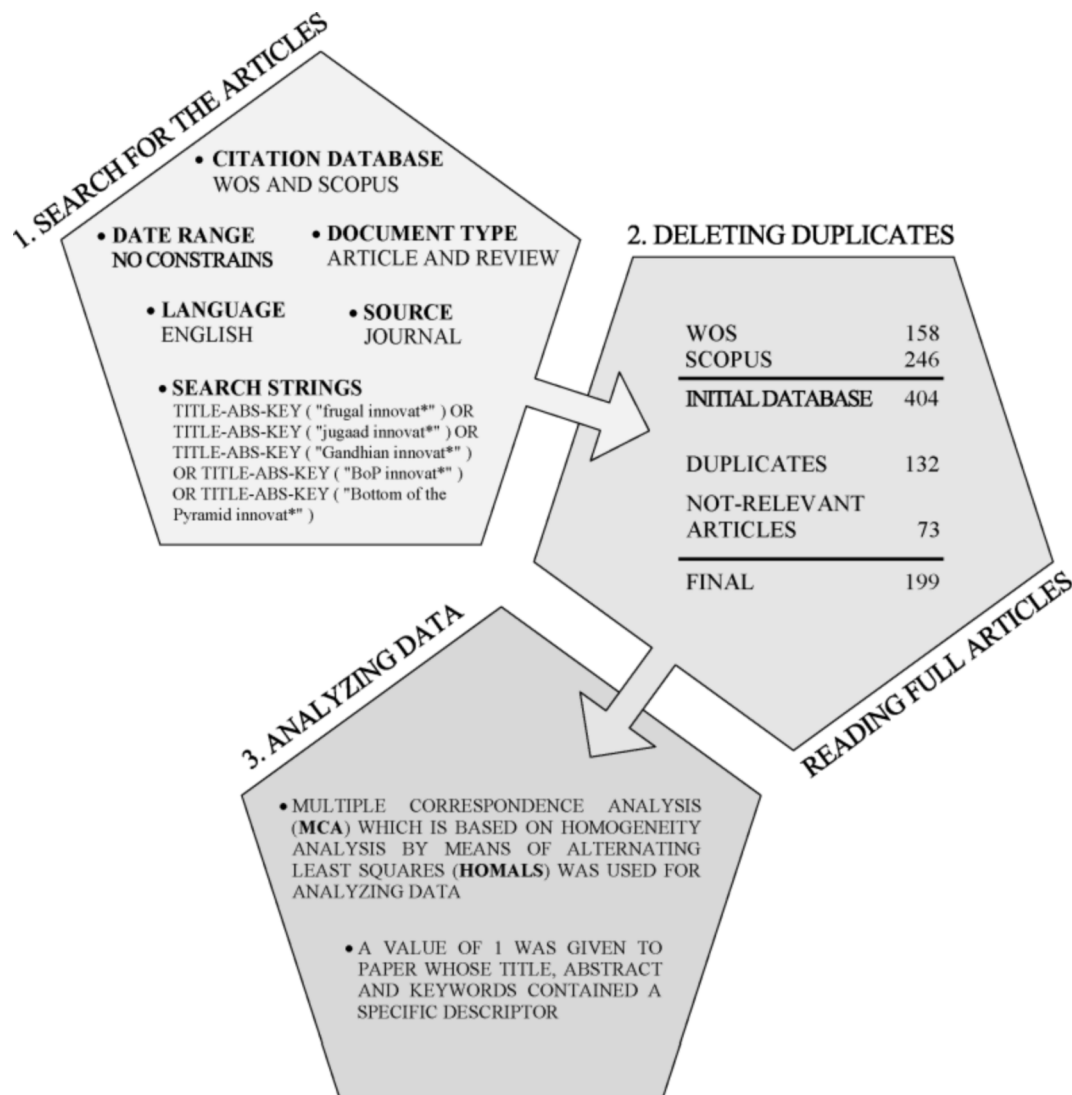 1. SEARCH FOR THE ARTICLES
• CITATION DATABASE
WOS AND SCOPUS
• DATE RANGE
NO CONSTRAINS
• DOCUMENT TYPE
ARTICLE AND REVIEW
• LANGUAGE
ENGLISH
• SOURCE
JOURNAL
• SEARCH STRINGS
TITLE-ABS-KEY ( "frugal innovat*" ) OR
TITLE-ABS-KEY ( "jugaad innovat*" ) OR
TITLE-ABS-KEY ( "Gandhian innovat*" )
OR TITLE-ABS-KEY ( "BoP innovat*" )
OR TITLE-ABS-KEY ( "Bottom of the
Pyramid innovat*" )
2. DELETING DUPLICATES
WOS 158
SCOPUS 246
INITIAL DATABASE 404
DUPLICATES 132
NOT-RELEVANT
ARTICLES 73
FINAL 199
READING FULL ARTICLES
3. ANALYZING DATA
• MULTIPLE CORRESPONDENCE ANALYSIS
(MCA) WHICH IS BASED ON HOMOGENEITY
ANALYSIS BY MEANS OF ALTERNATING
LEAST SQUARES (HOMALS) WAS USED FOR
ANALYZING DATA
• A VALUE OF 1 WAS GIVEN TO
PAPER WHOSE TITLE, ABSTRACT
AND KEYWORDS CONTAINED A
SPECIFIC DESCRIPTOR